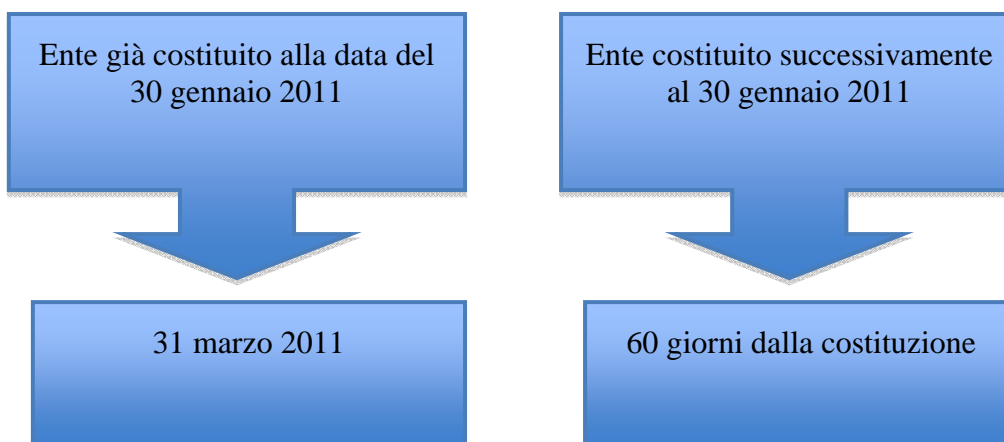 Ente già costituito alla data del
30 gennaio 2011
Ente costituito successivamente
al 30 gennaio 2011
31 marzo 2011
60 giorni dalla costituzione